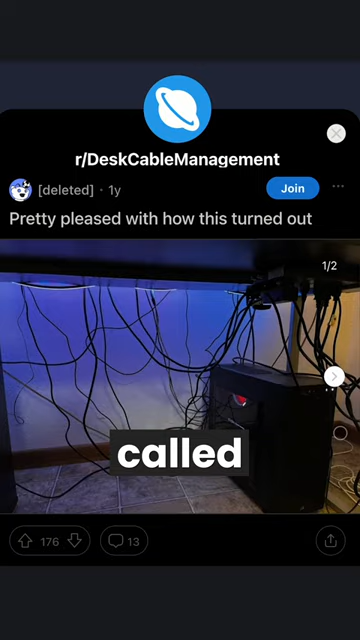 r/DeskCableManagement
[deleted] · 1y
Join
Pretty pleased with how this turned out
1/2
called
176
13